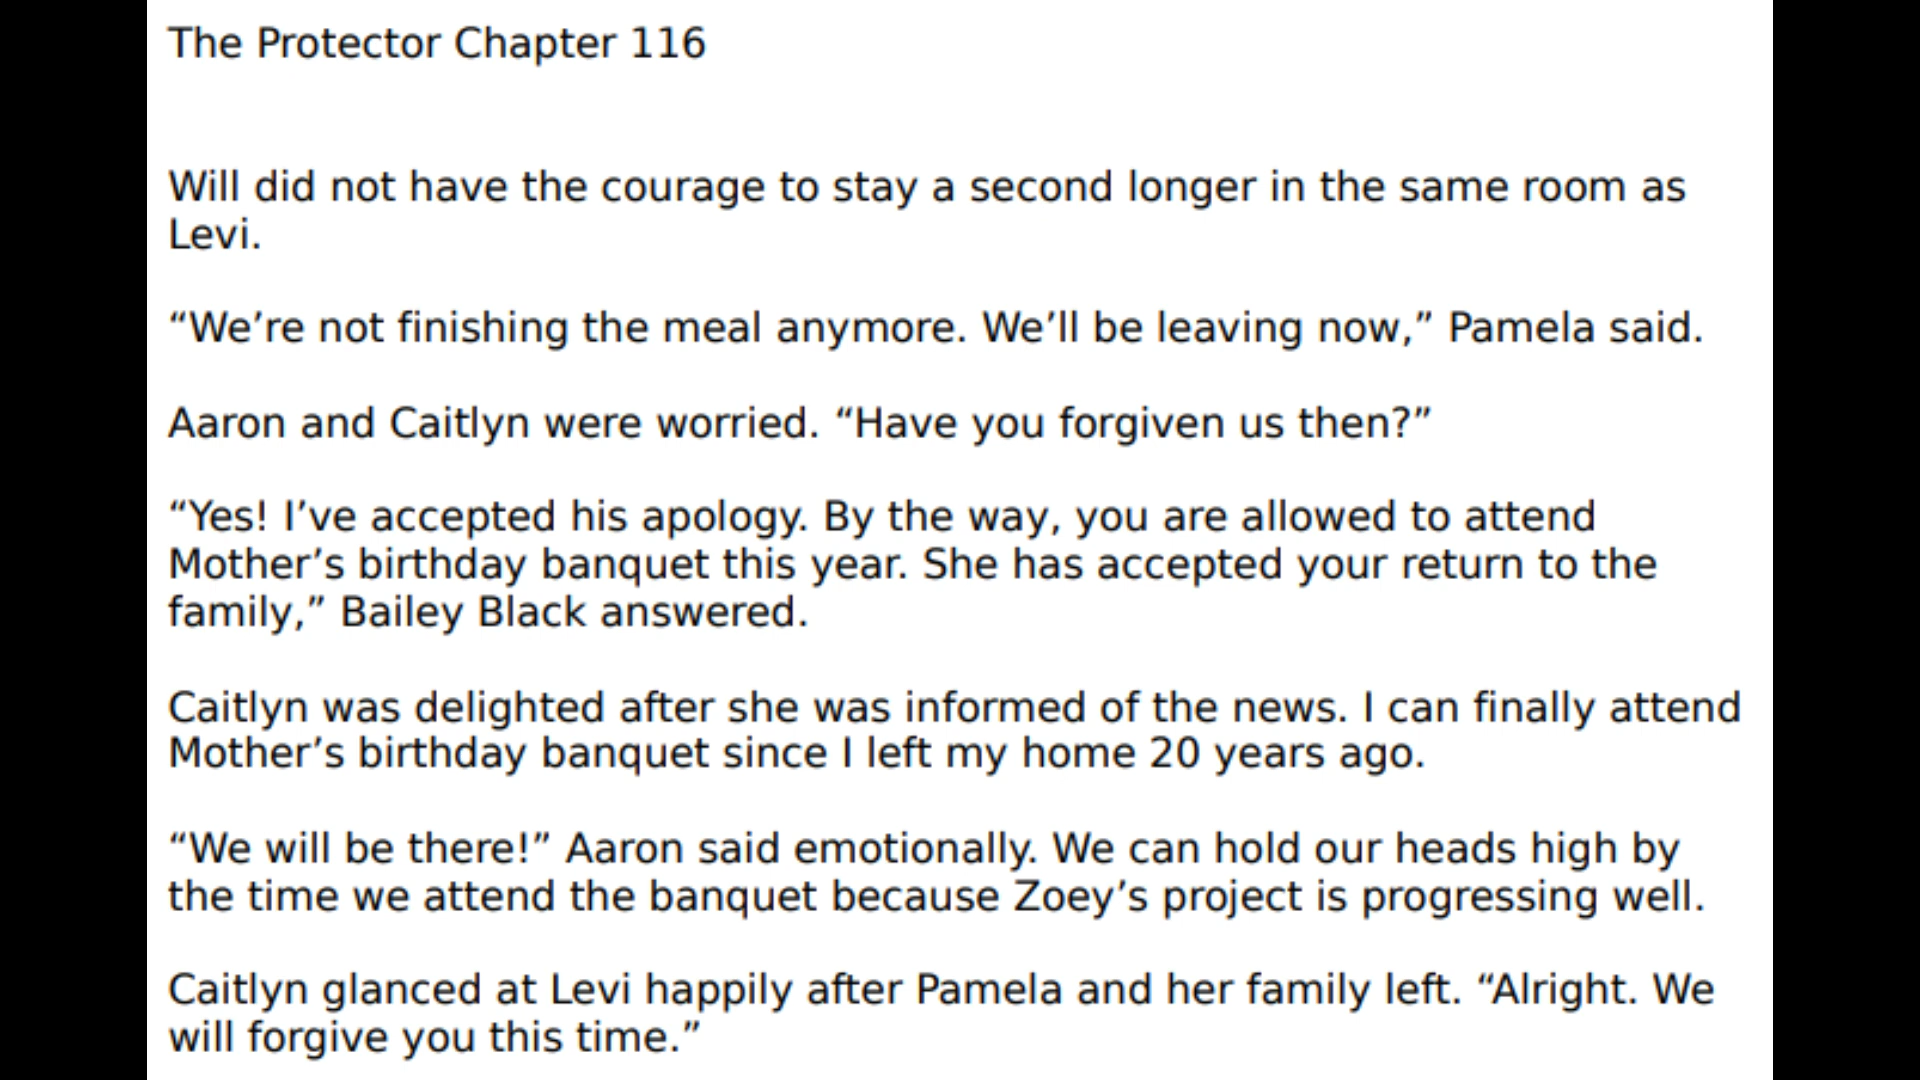 The Protector Chapter 116
Will did not have the courage to stay a second longer in the same room as
Levi.
“We’re not finishing the meal anymore. We’ll be leaving now,” Pamela said.
Aaron and Caitlyn were worried. “Have you forgiven us then?”
“Yes! I’ve accepted his apology. By the way, you are allowed to attend
Mother’s birthday banquet this year. She has accepted your return to the
family,” Bailey Black answered.
Caitlyn was delighted after she was informed of the news. I can finally attend
Mother’s birthday banquet since I left my home 20 years ago.
“We will be there!” Aaron said emotionally. We can hold our heads high by
the time we attend the banquet because Zoey’s project is progressing well.
Caitlyn glanced at Levi happily after Pamela and her family left. “Alright. We
will forgive you this time.”